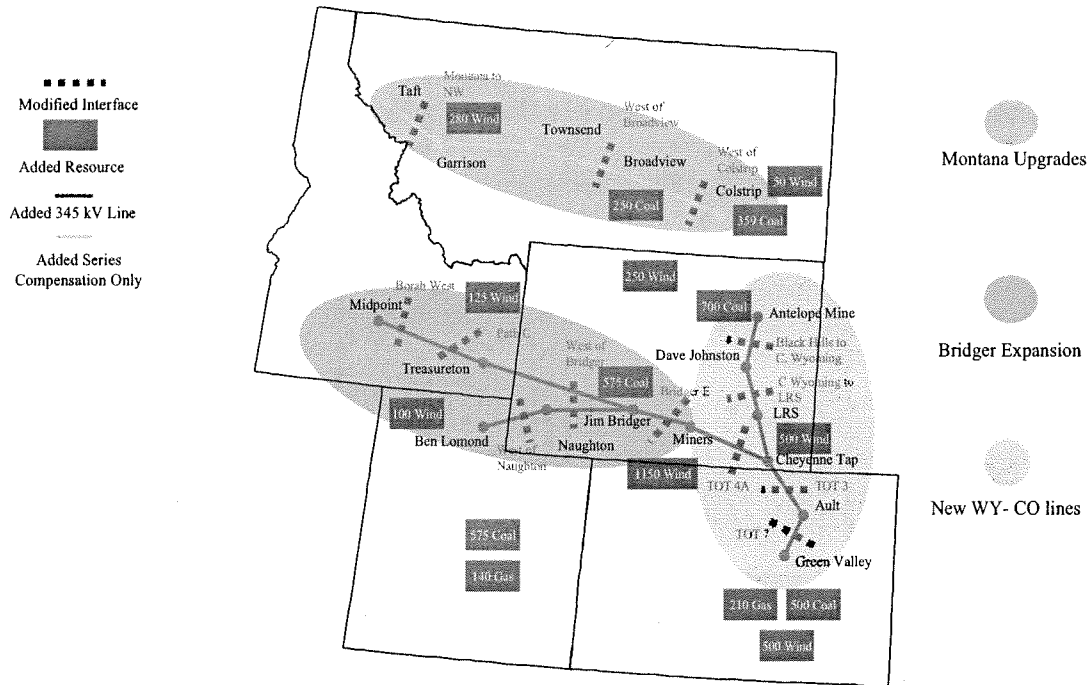 Modified Interface
Added Resource
Added 345 kV Line
Added Series
Compensation Only
Montana to
NW
Taft
280 Wind
Garrison
West of
Broadview
Townsend
Broadview
250 Coal
West of
Colstrip
Colstrip
50 Wind
359 Coal
Montana Upgrades
Borah West
Midpoint
125 Wind
Path C
Treasureton
250 Wind
700 Coal
Antelope Mine
Black Hills to
C. Wyoming
Dave Johnston
Bridger Expansion
West of
Bridger
575 Coal
Bridger E
C Wyoming to
LRS
LRS
100 Wind
Ben Lomond
Jim Bridger
Naughton
West of
Naughton
Miners
500 Wind
Cheyenne Tap
1150 Wind
TOT 4A
TOT 3
Ault
New WY- CO lines
TOT 7
Green Valley
575 Coal
140 Gas
210 Gas
500 Coal
500 Wind